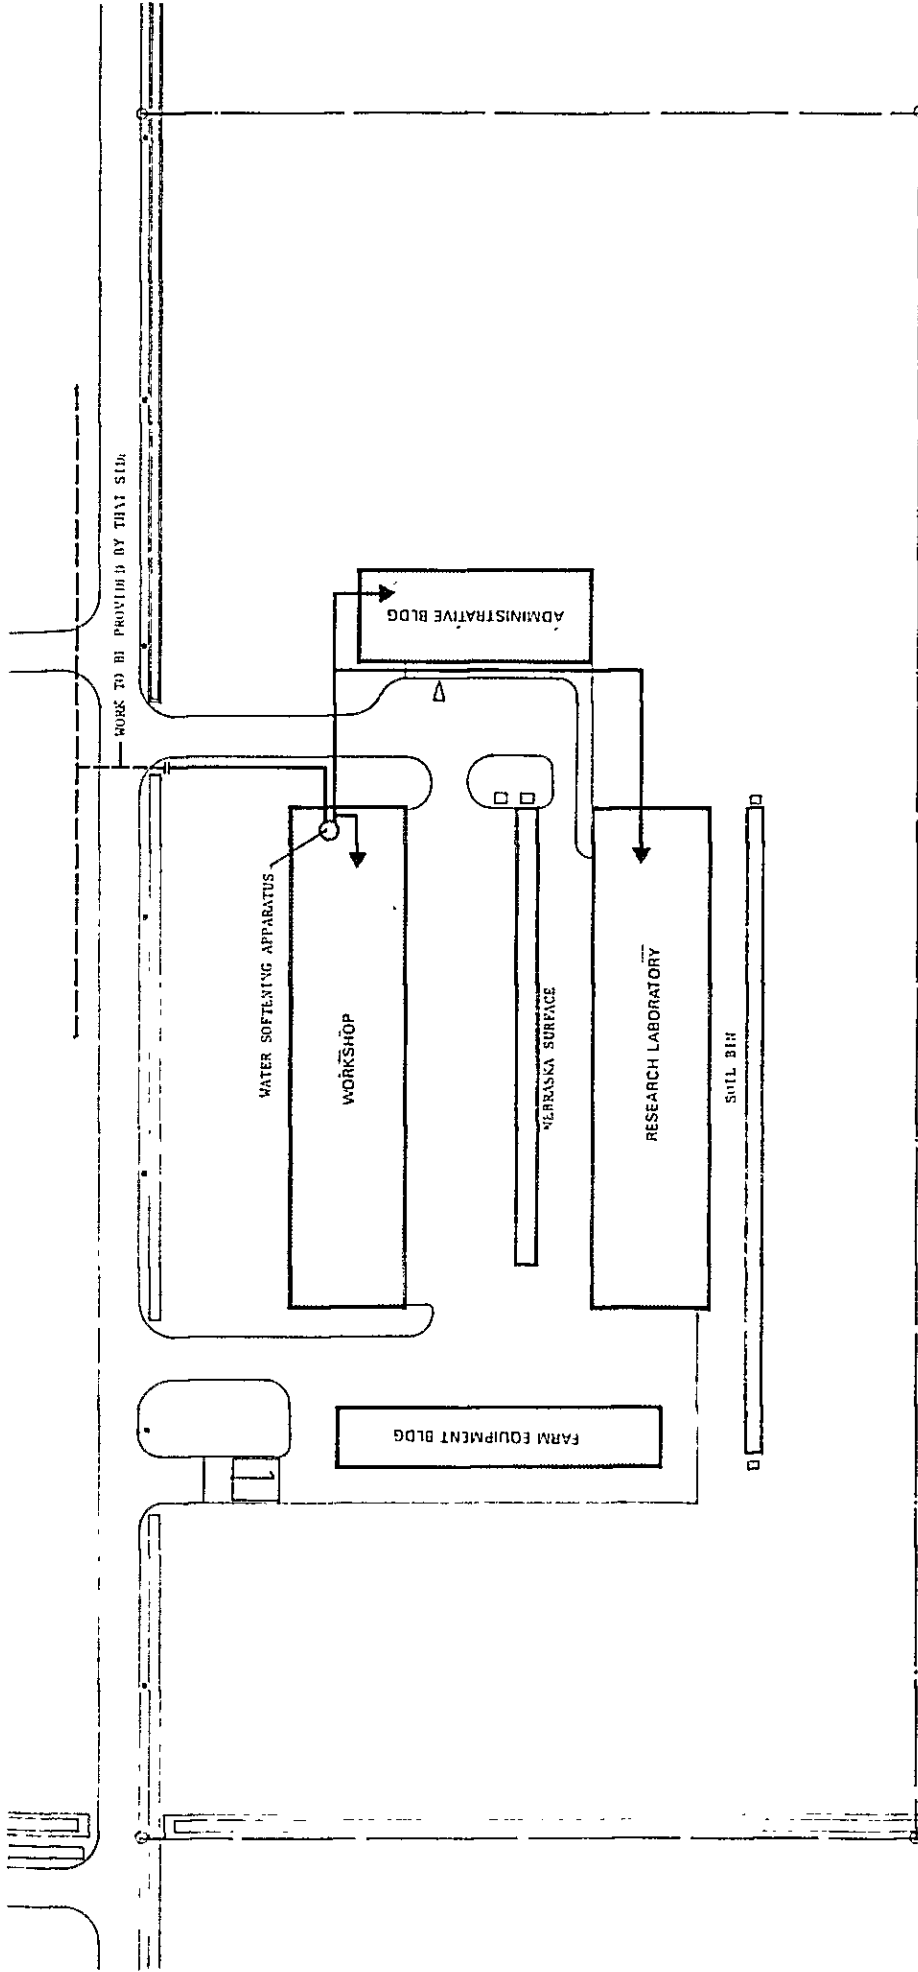 WORK TO BE PROVIDED BY THAT SIDE
ADMINISTRATIVE BLDG
WATER SOFTENING APPARATUS
WORKSHOP
NEBRASKA SURFACE
RESEARCH LABORATORY
SOIL BIN
FARM EQUIPMENT BLDG